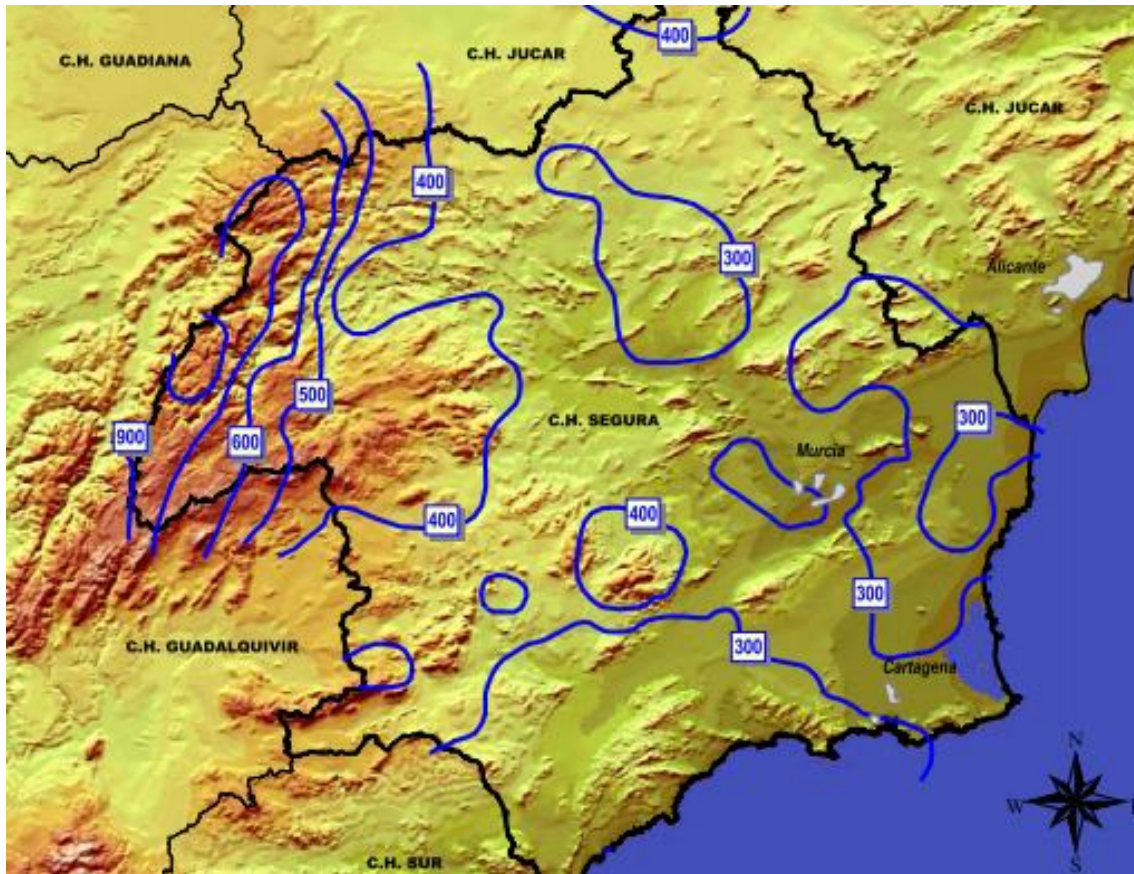 400
C.H. GUADIANA
C.H. JUCAR
C.H. JUCAR
400
300
Alicante
500
900
600
C.H. SEGURA
300
Murcia
400
400
300
C.H. GUADALQUIVIR
300
Cartagena
N
W
S
C.H. SUR